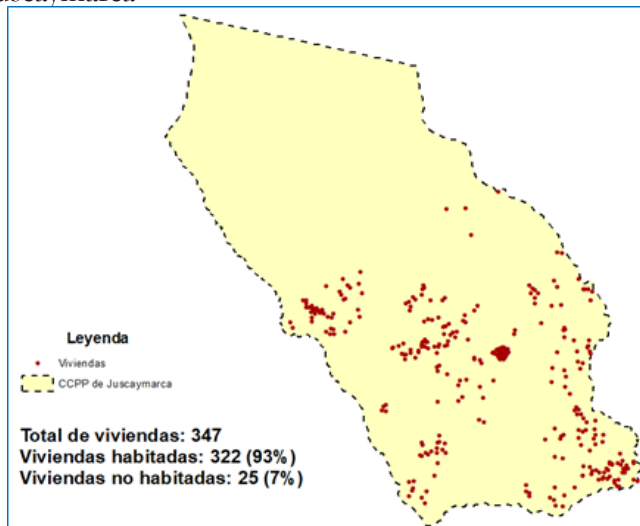 Leyenda
Viviendas
CCPP de Juscaymarca
Total de viviendas: 347
Viviendas habitadas: 322 (93%)
Viviendas no habitadas: 25 (7%)